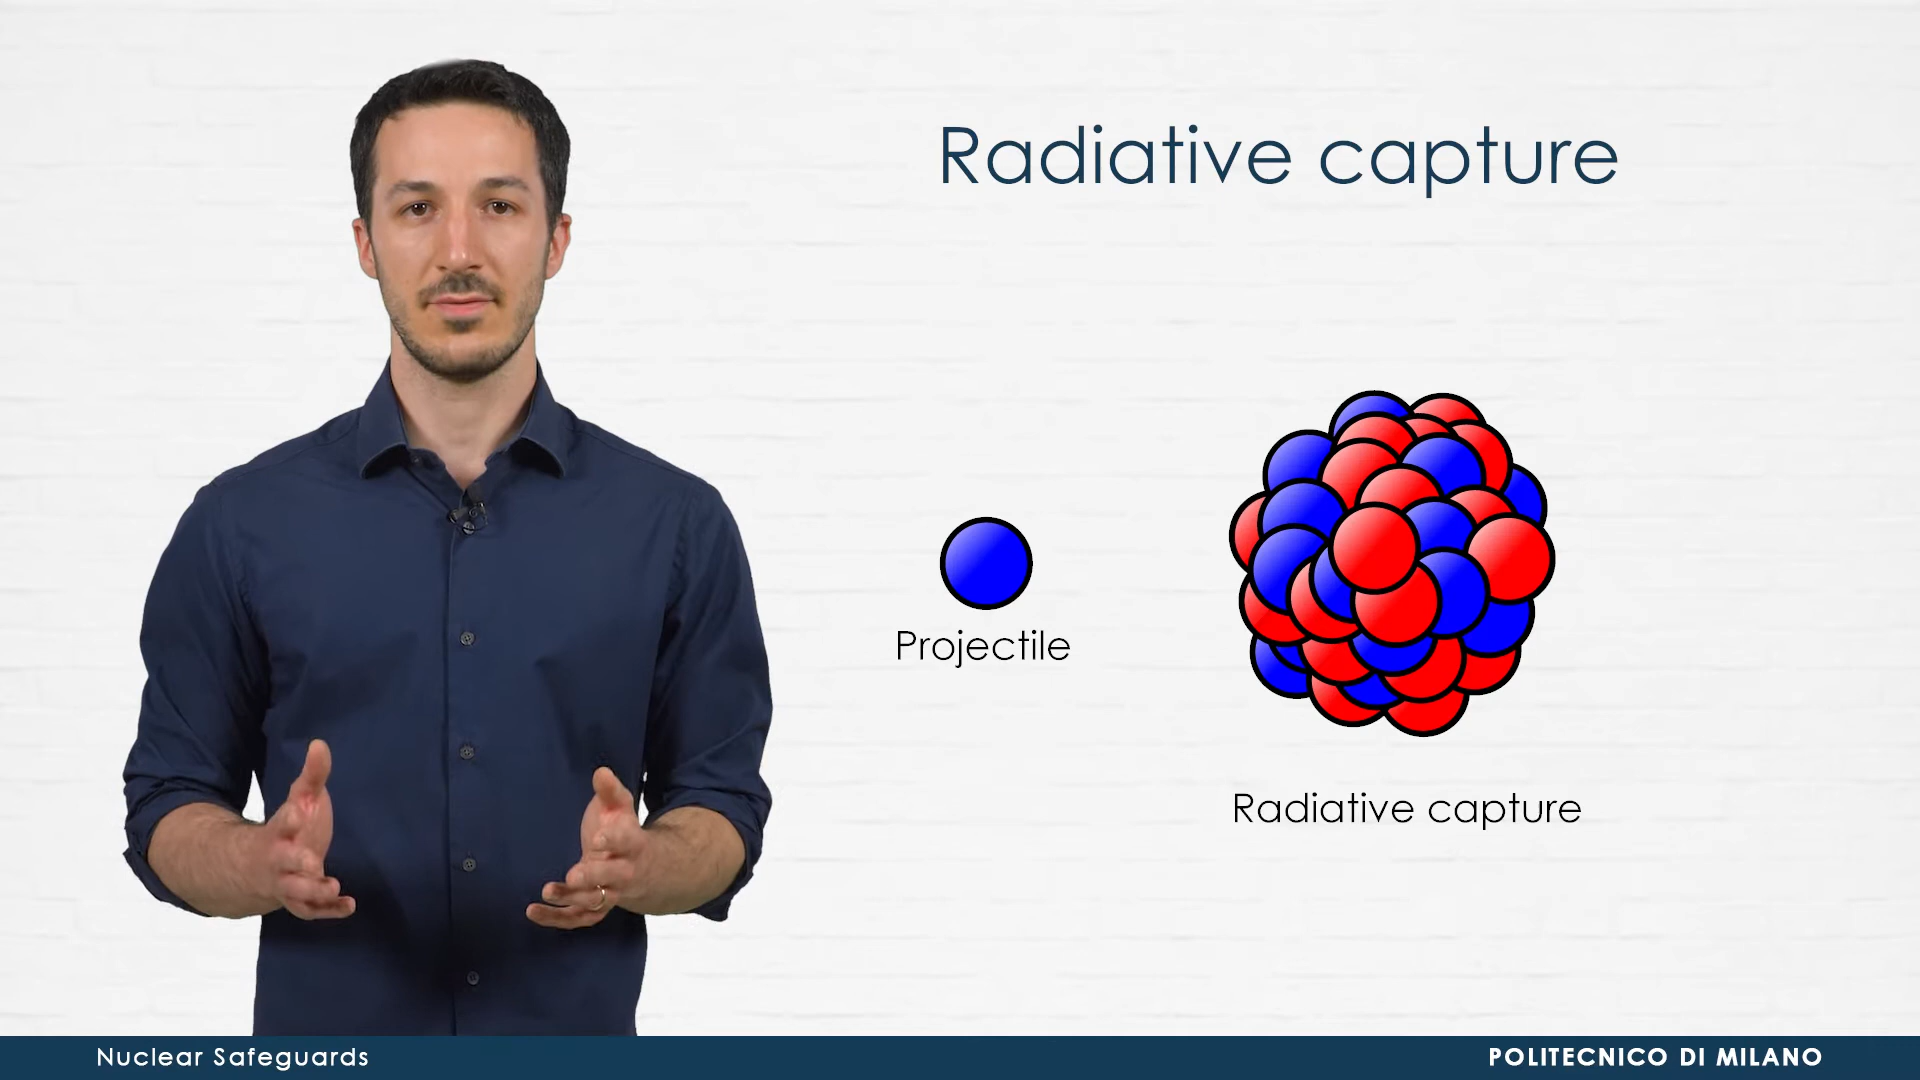 Radiative capture
Projectile
Radiative capture
Nuclear Safeguards
POLITECNICO DI MILANO